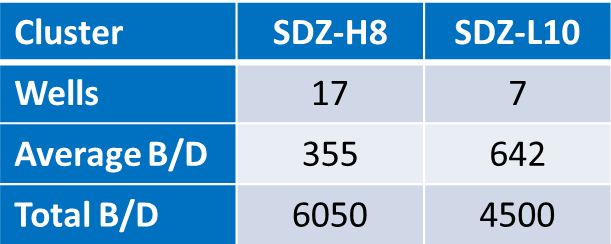 Cluster SDZ-H8 SDZ-L10
Wells 17 7
Average B/D 355 642
Total B/D 6050 4500